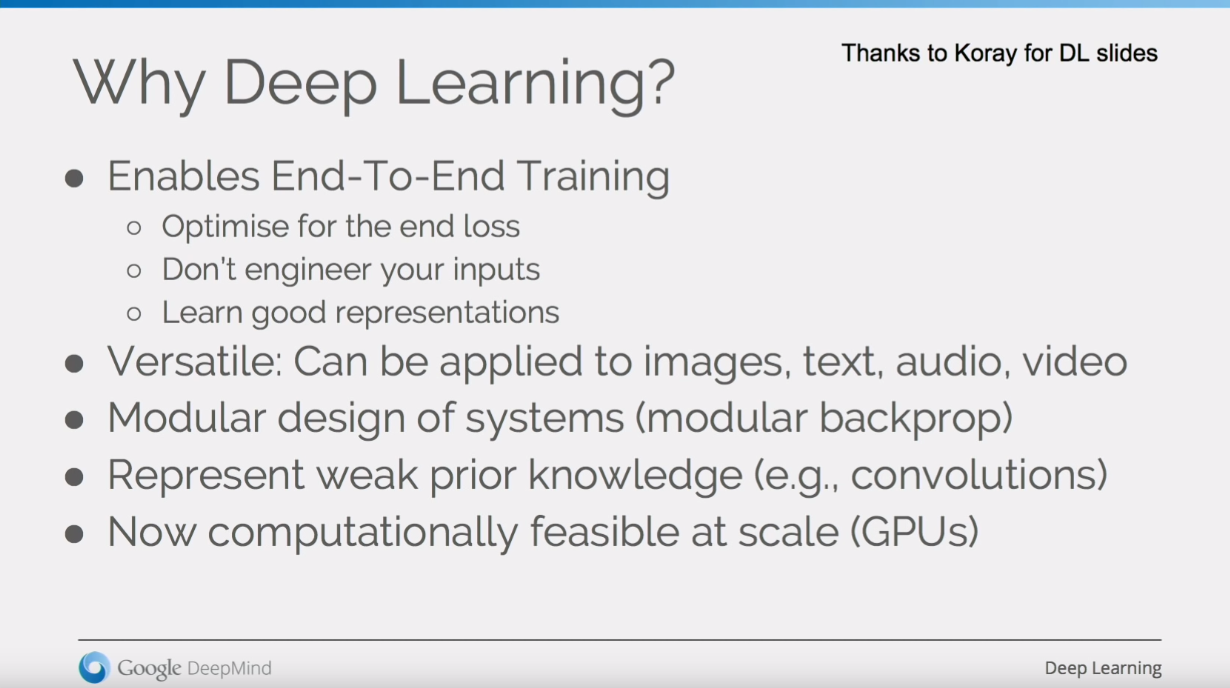 Thanks to Koray for DL slides
Why Deep Learning?
● Enables End-To-End Training
○ Optimise for the end loss
○ Don't engineer your inputs
○ Learn good representations
● Versatile: Can be applied to images, text, audio, video
● Modular design of systems (modular backprop)
● Represent weak prior knowledge (e.g., convolutions)
● Now computationally feasible at scale (GPUs)
Google DeepMind
Deep Learning